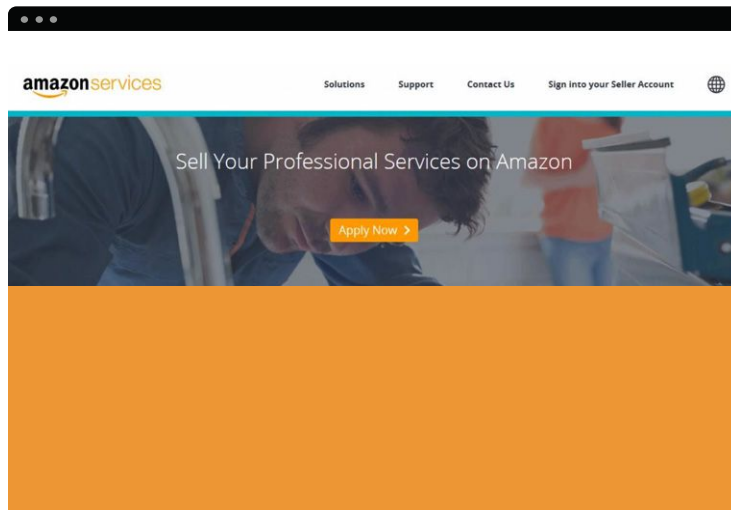 amazonservices
Solutions Support Contact Us Sign into your Seller Account
Sell Your Professional Services on Amazon
Apply Now